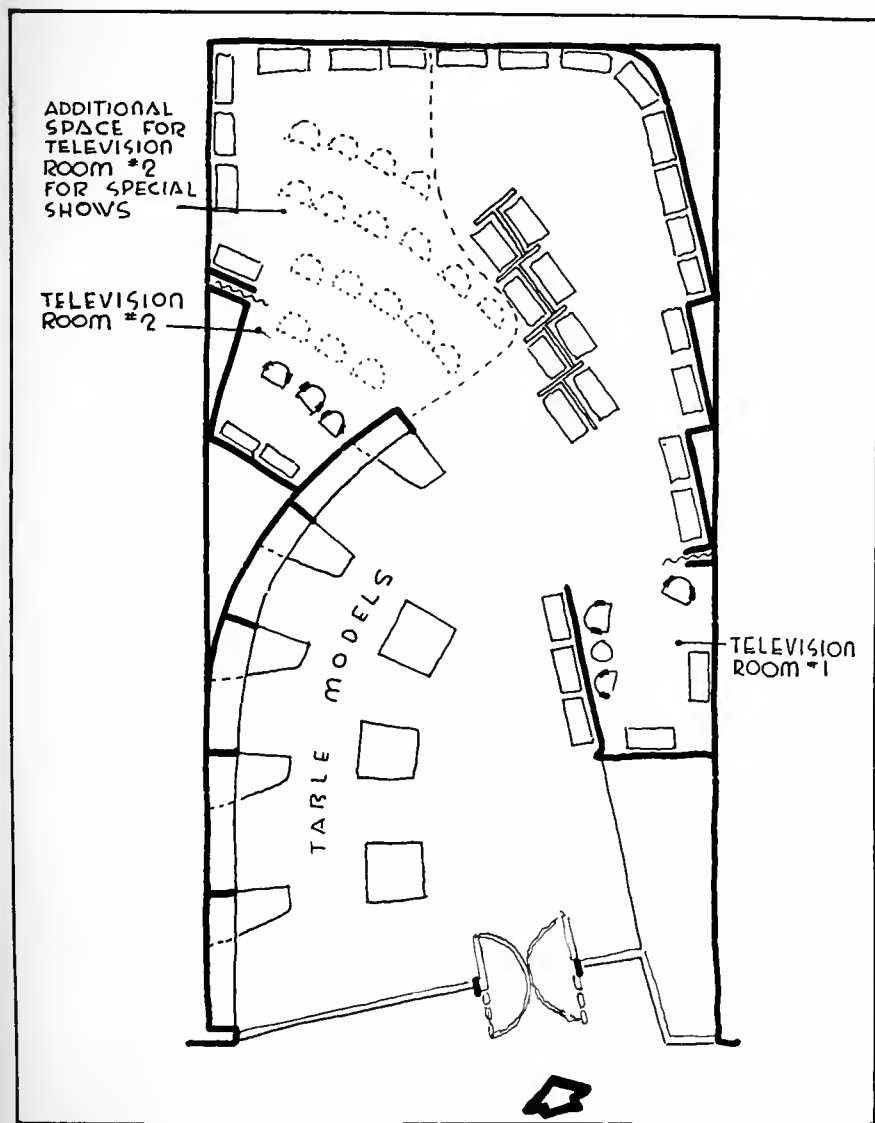 ADDITIONAL
SPACE FOR
TELEVISION
ROOM #2
FOR SPECIAL
SHOWS
TELEVISION
ROOM #2
TABLE MODELS
TELEVISION
ROOM #1